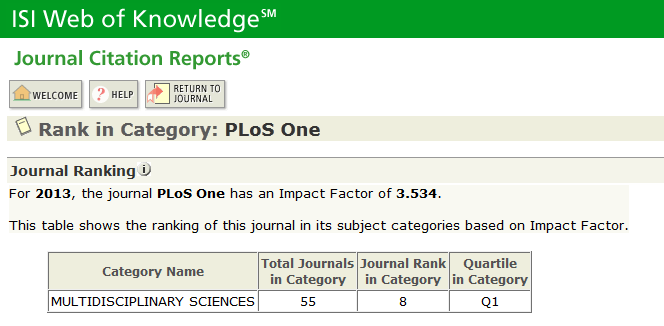 ISI Web of Knowledge℠
Journal Citation Reports®
WELCOME
? HELP
RETURN TO
JOURNAL
Rank in Category: PLoS One
Journal Ranking i
For 2013, the journal PLoS One has an Impact Factor of 3.534.
This table shows the ranking of this journal in its subject categories based on Impact Factor.
Category Name
Total Journals
in Category
Journal Rank
in Category
Quartile
in Category
MULTIDISCIPLINARY SCIENCES 55 8 Q1